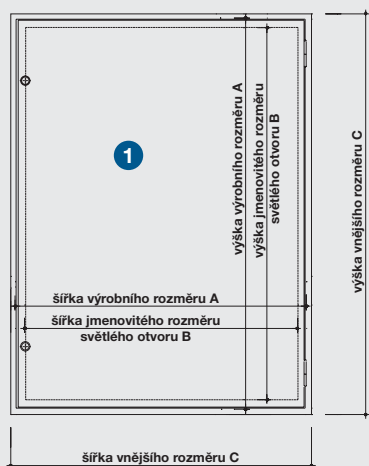 1
výška výrobního rozměru A
výška jmenovitého rozměru
světlého otvoru B
výška vnějšího rozměru C
šířka výrobního rozměru A
šířka jmenovitého rozměru
světlého otvoru B
šířka vnějšího rozměru C